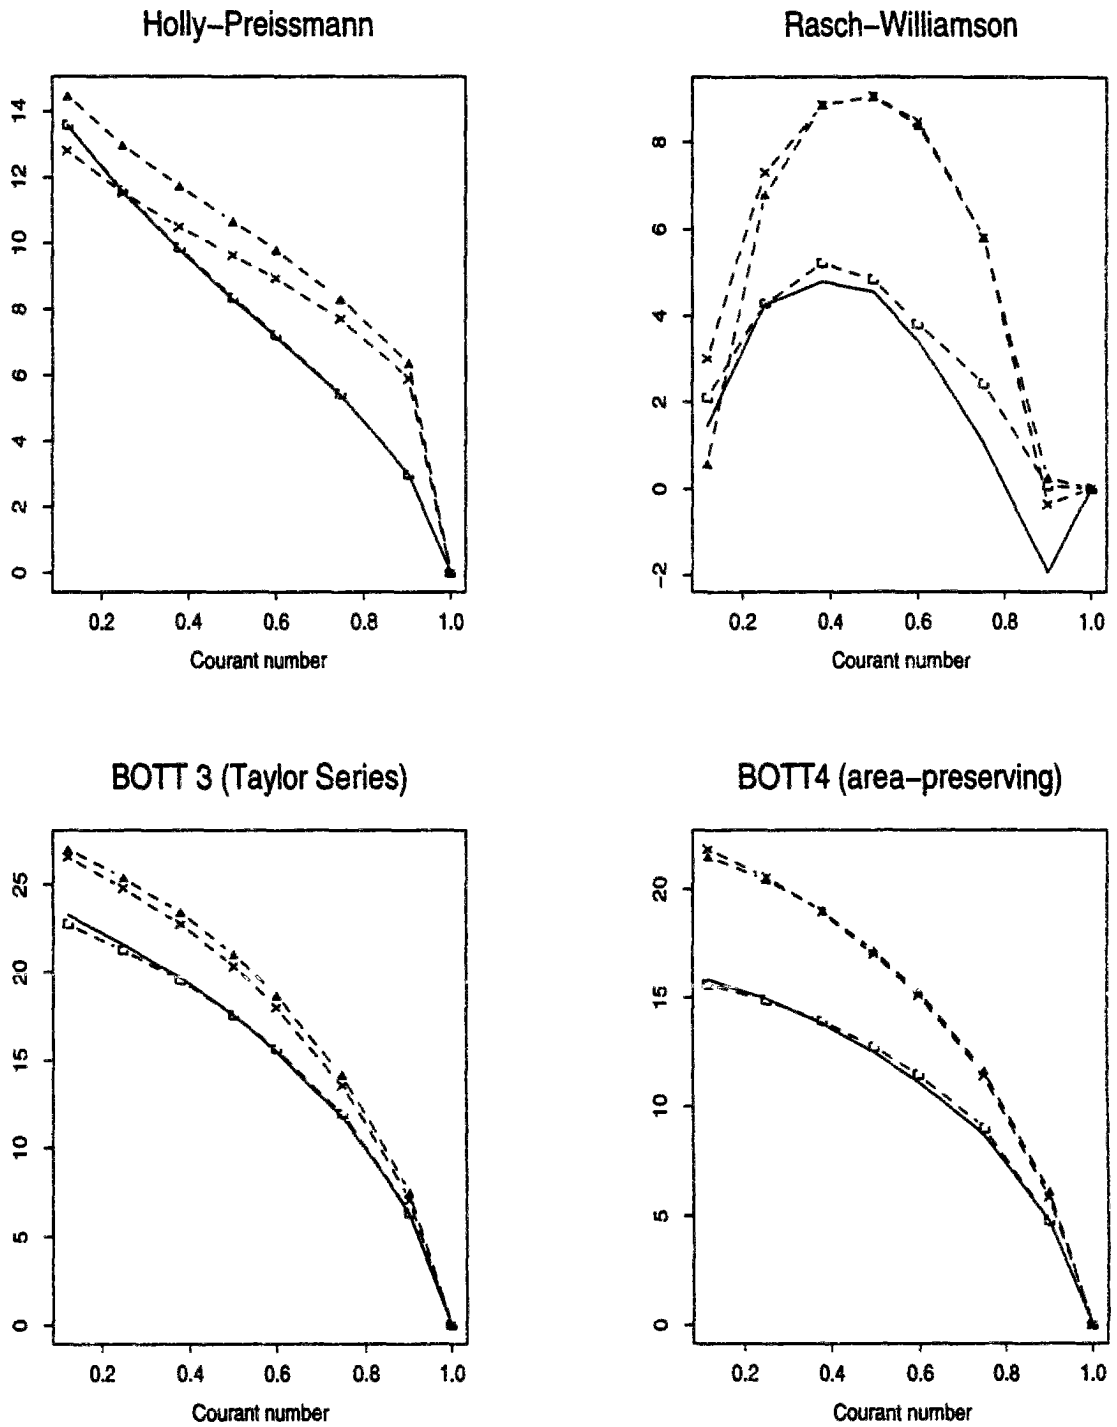 Holly-Preissmann
14
12
10
8
6
4
2
0
0.2 0.4 0.6 0.8 1.0
Courant number
Rasch-Williamson
8
6
4
2
0
-2
0.2 0.4 0.6 0.8 1.0
Courant number
BOTT 3 (Taylor Series)
25
20
15
10
5
0
0.2 0.4 0.6 0.8 1.0
Courant number
BOTT4 (area-preserving)
20
15
10
5
0
0.2 0.4 0.6 0.8 1.0
Courant number